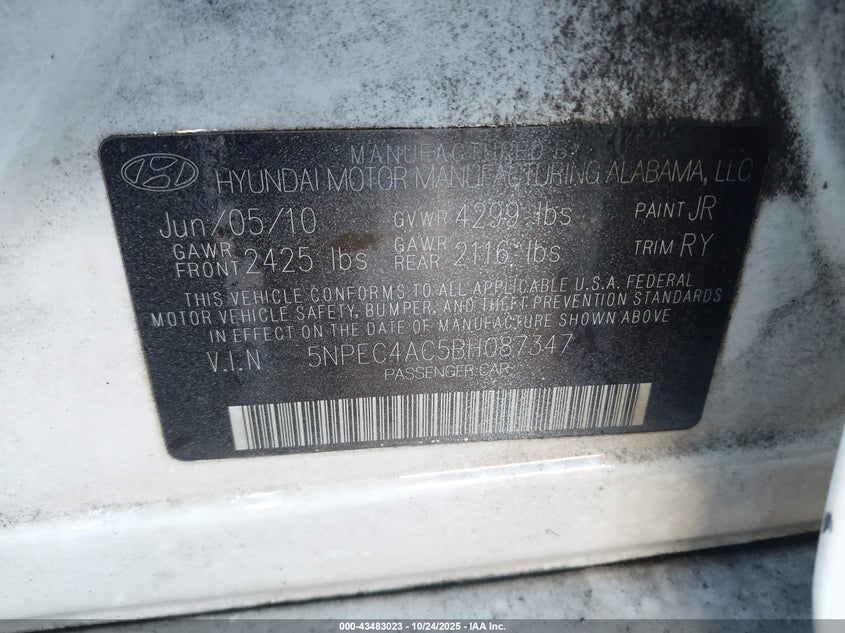 MANUFACTURED BY
HYUNDAI MOTOR MANUFACTURING ALABAMA, LLC
Jun/05/10 GVWR 4299 lbs PAINT JR
GAWR FRONT 2425 lbs GAWR REAR 2116 lbs TRIM RY
THIS VEHICLE CONFORMS TO ALL APPLICABLE U.S.A. FEDERAL
MOTOR VEHICLE SAFETY, BUMPER, AND THEFT PREVENTION STANDARDS
IN EFFECT ON THE DATE OF MANUFACTURE SHOWN ABOVE
V.I.N 5NPEC4AC5BH087347
PASSENGER CAR
000-43483023 - 10/24/2025 - IAA Inc.